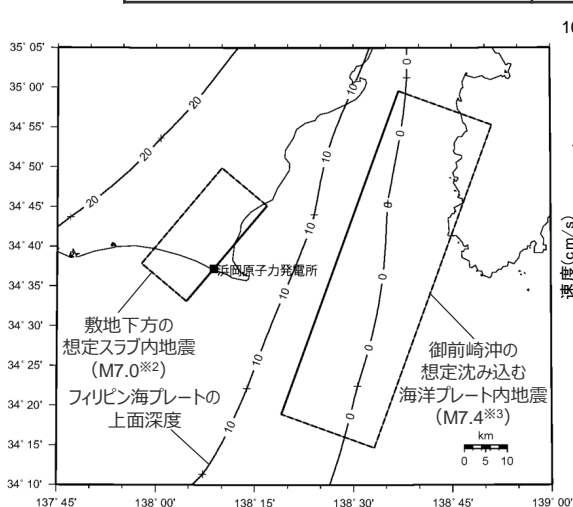 10
35° 05'
35° 00'
34° 55'
34° 50'
34° 45'
34° 40'
34° 35'
34° 30'
34° 25'
34° 20'
34° 15'
34° 10'
137° 45'
138° 00'
138° 15'
138° 30'
138° 45'
139° 00'
20
20
20
10
10
10
10
10
0
0
0
0
0
0
浜岡原子力発電所
敷地下方の
想定スラブ内地震
(M7.0※2)
フィリピン海プレートの
上面深度
御前崎沖の
想定沈み込む
海洋プレート内地震
(M7.4※3)
km
0 5 10
速度(cm/s)